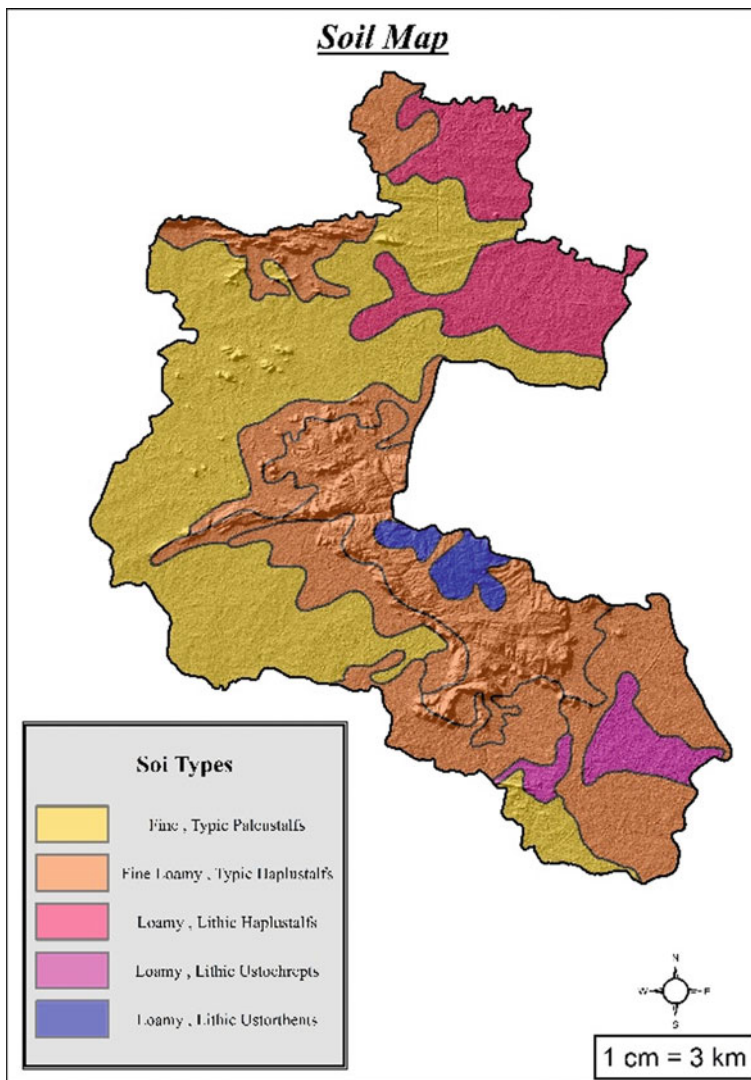 Soil Map
Soi Types
Fine , Typic Paleustalfs
Fine Loamy , Typic Haplustalfs
Loamy , Lithic Haplustalfs
Loamy , Lithic Ustochrepts
Loamy , Lithic Ustorthents
N
W
S
1 cm = 3 km